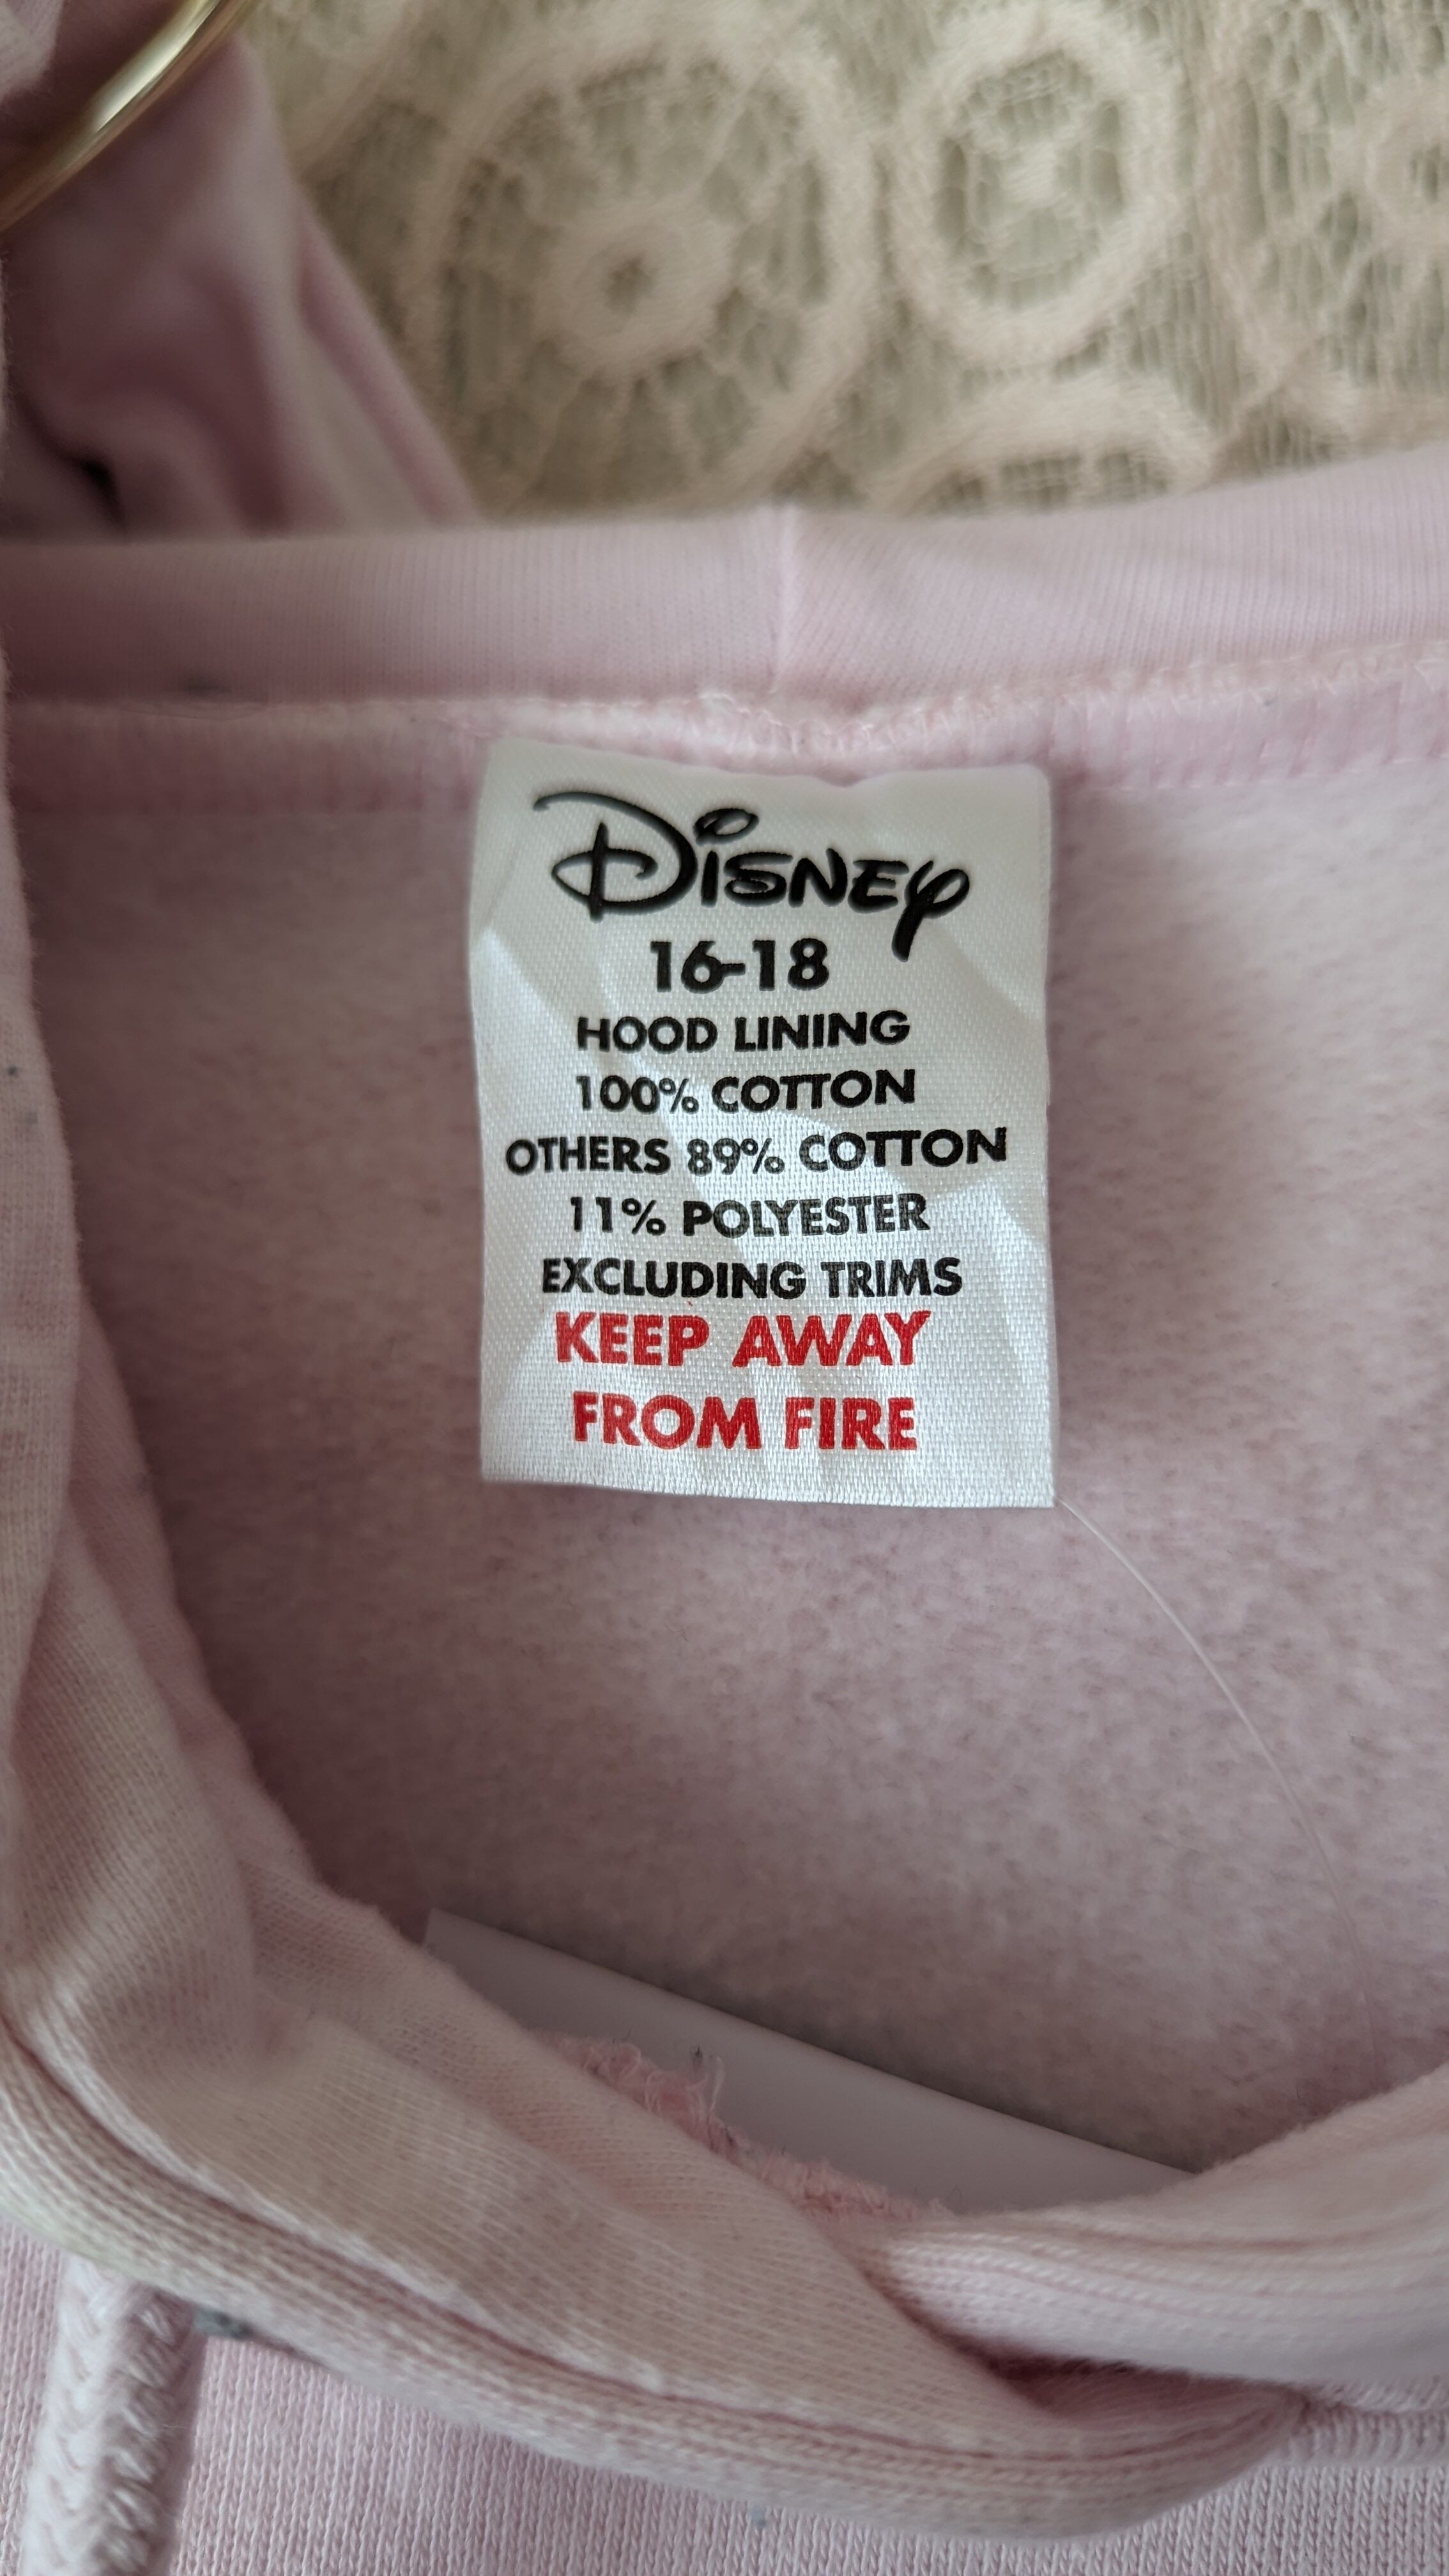 Disney
16-18
HOOD LINING
100% COTTON
OTHERS 89% COTTON
11% POLYESTER
EXCLUDING TRIMS
KEEP AWAY
FROM FIRE